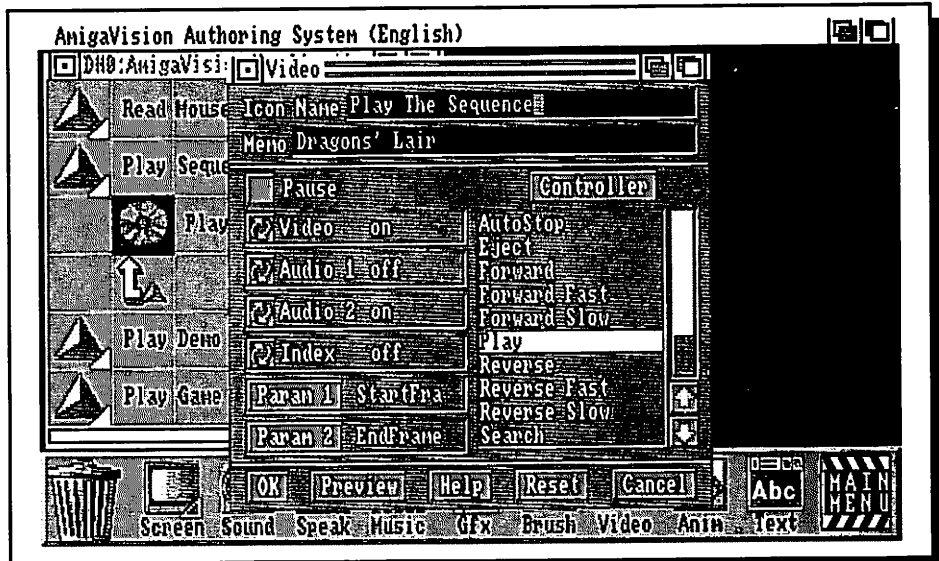 AmigaVision Authoring System (English)
DH0:AmigaVisi
Video
Read House
Play Seque
Play
Play Demo
Play Game
Icon Name Play The Sequence
Memo Dragons' Lair
Pause
Controller
Video on
Audio 1 off
Audio 2 on
Index off
Param 1 StartFra
Param 2 EndFrame
AutoStop
Eject
Forward
Forward Fast
Forward Slow
Play
Reverse
Reverse Fast
Reverse Slow
Search
OK Preview Help Reset Cancel
Abc
MAIN
MENU
Screen Sound Speak Music Gfx Brush Video Anim Text